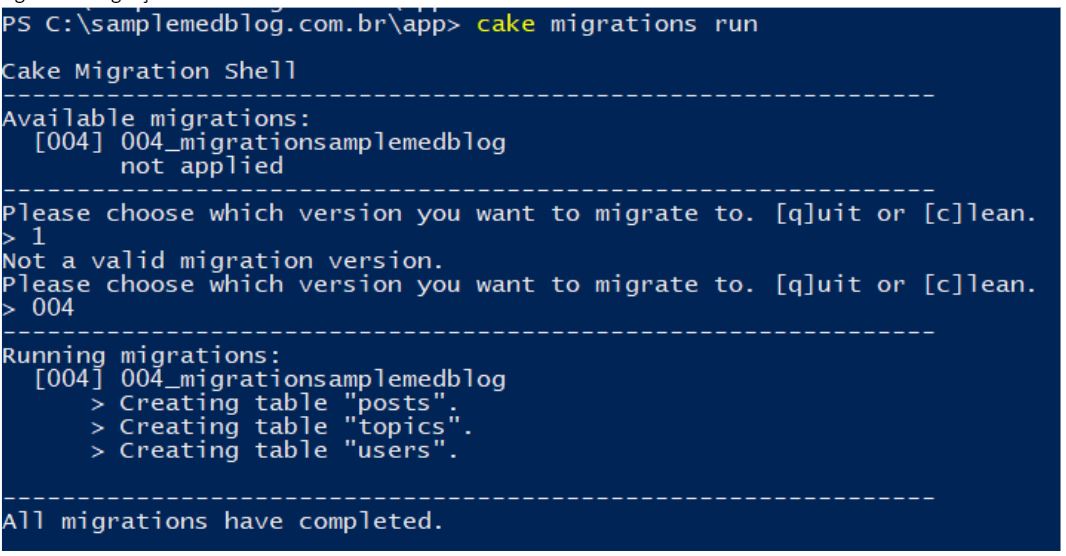 PS C:\samplemedblog.com.br\app> cake migrations run
Cake Migration Shell
---------------------------------------------------------------
Available migrations:
[004] 004_migrationsamplemedblog
not applied
---------------------------------------------------------------
Please choose which version you want to migrate to. [q]uit or [c]lean.
> 1
Not a valid migration version.
Please choose which version you want to migrate to. [q]uit or [c]lean.
> 004
---------------------------------------------------------------
Running migrations:
[004] 004_migrationsamplemedblog
> Creating table "posts".
> Creating table "topics".
> Creating table "users".
---------------------------------------------------------------
All migrations have completed.